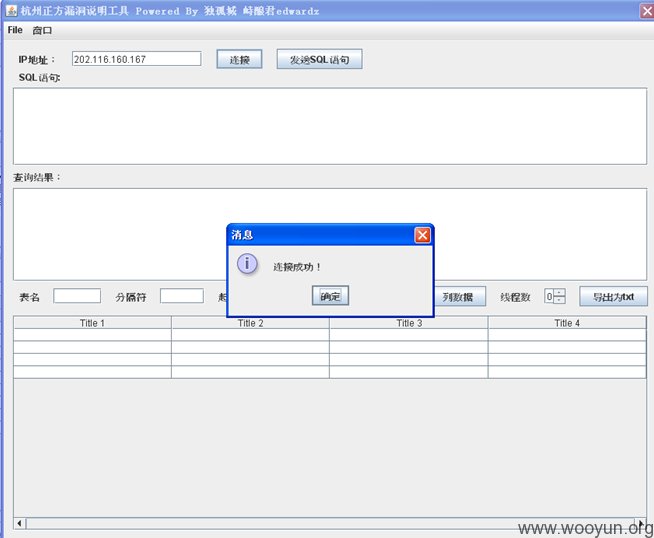 杭州正方漏洞说明工具 Powered By 独孤城 崎酸君edwardz
File 窗口
IP地址： 202.116.160.167 连接 发送SQL语句
SQL语句:
查询结果：
消息
连接成功！
确定
表名 分隔符 起 列数据 线程数 0 导出为txt
Title 1 Title 2 Title 3 Title 4
www.wooyun.org